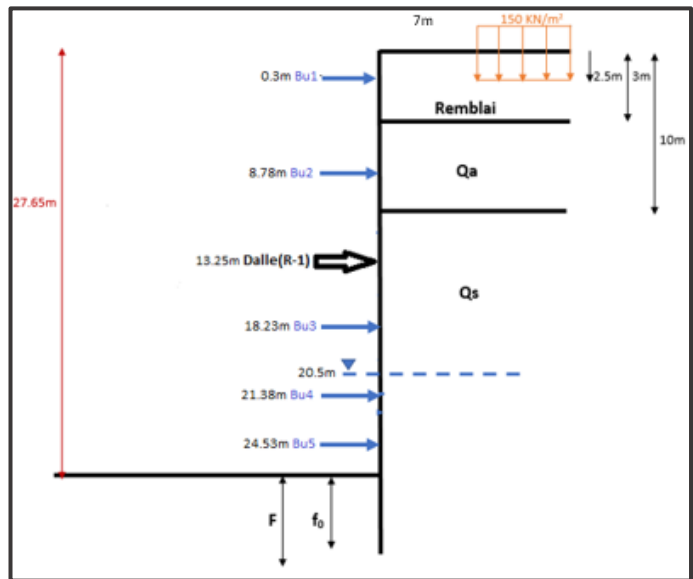 7m
150 KN/m²
0.3m Bu1
2.5m
3m
Remblai
10m
8.78m Bu2
Qa
27.65m
13.25m Dalle(R-1)
Qs
18.23m Bu3
20.5m
21.38m Bu4
24.53m Bu5
F
f₀